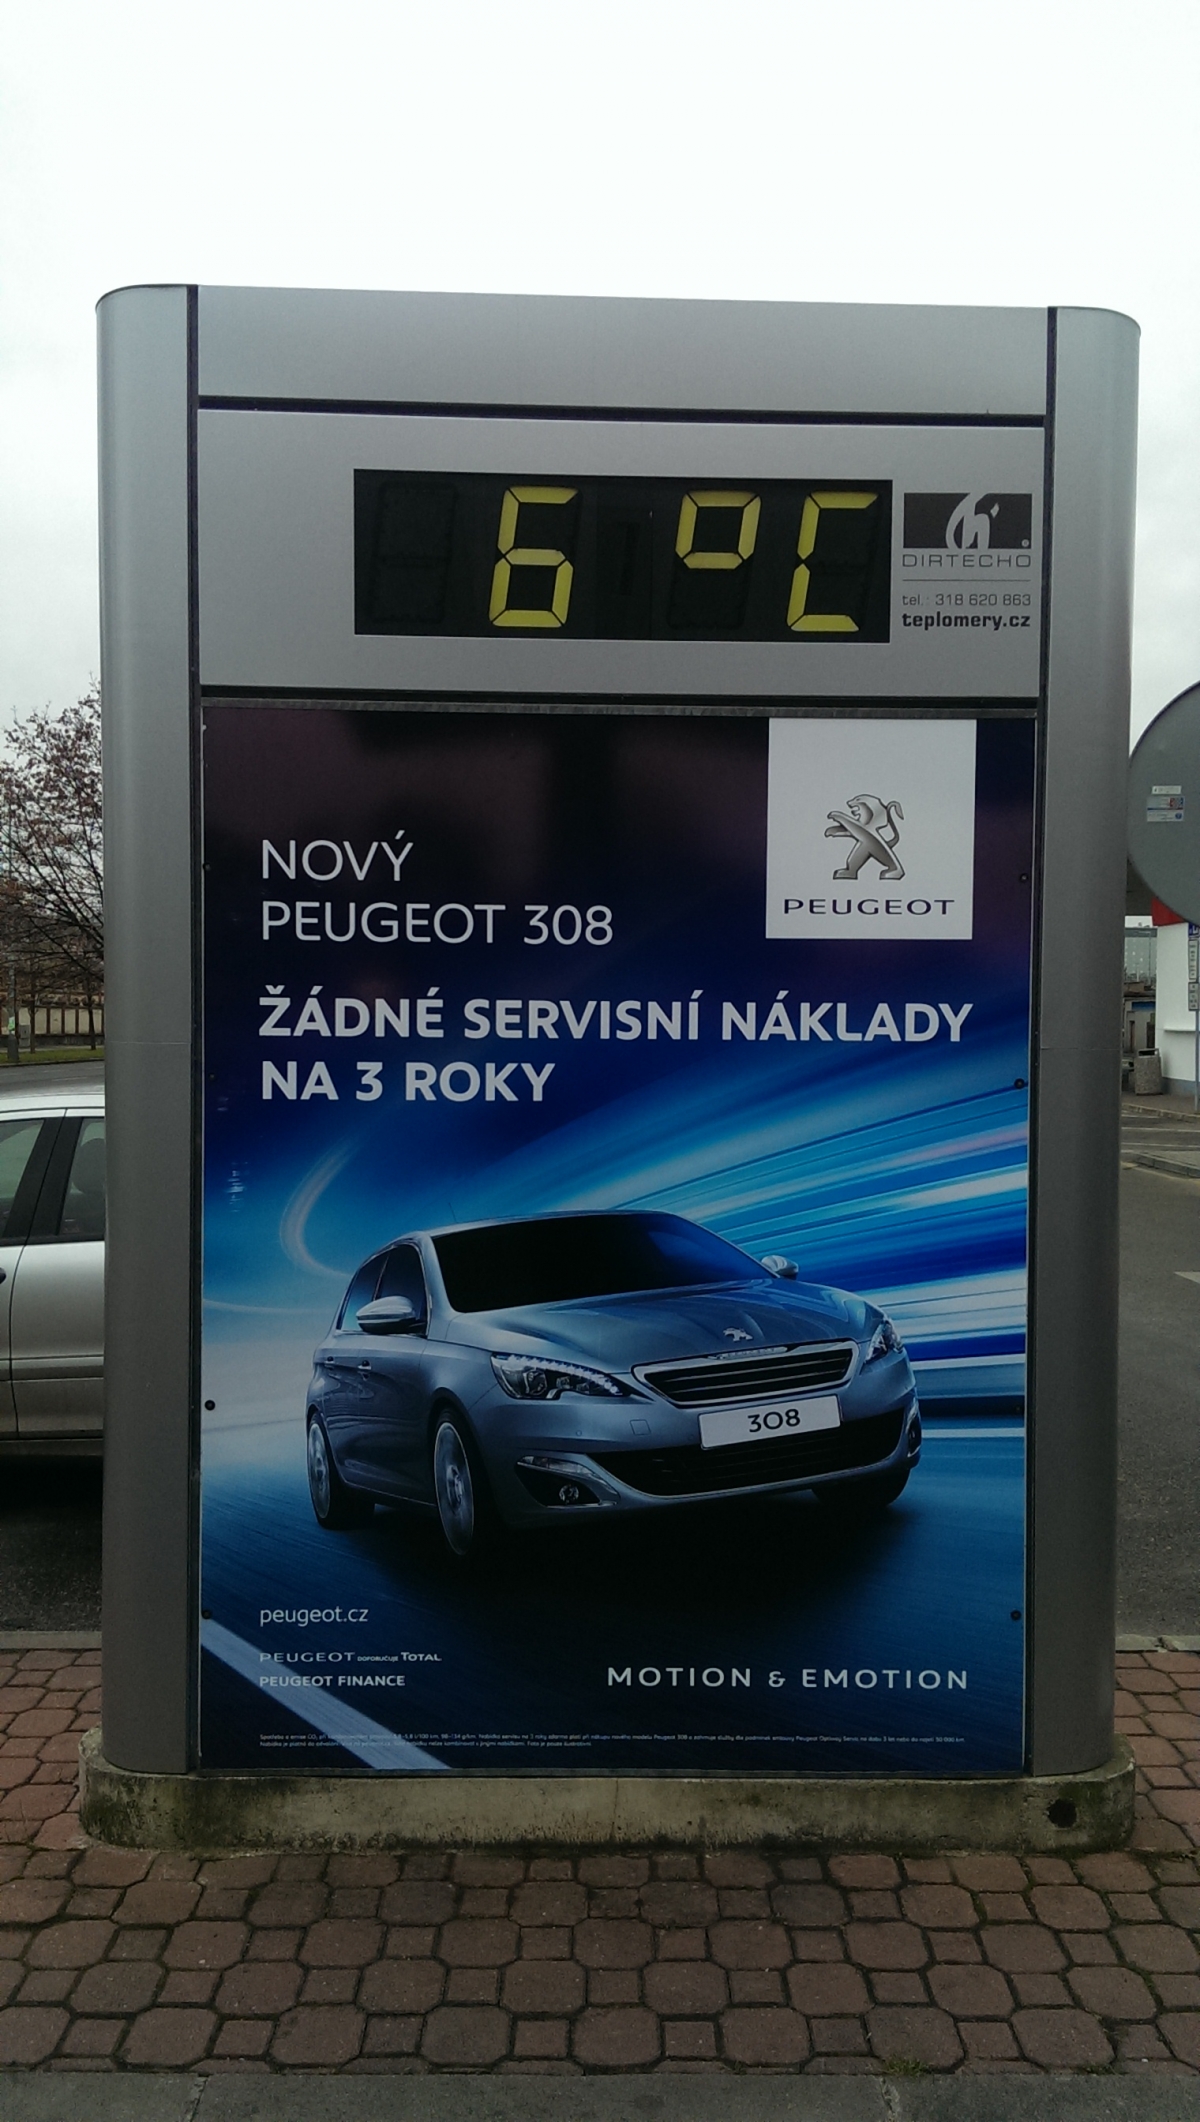 6 °C
DIRTECHO
tel.: 318 620 863
teplomery.cz
PEUGEOT
NOVÝ
PEUGEOT 308
ŽÁDNÉ SERVISNÍ NÁKLADY
NA 3 ROKY
308
peugeot.cz
PEUGEOT DOPORUČUJE TOTAL
PEUGEOT FINANCE
MOTION & EMOTION